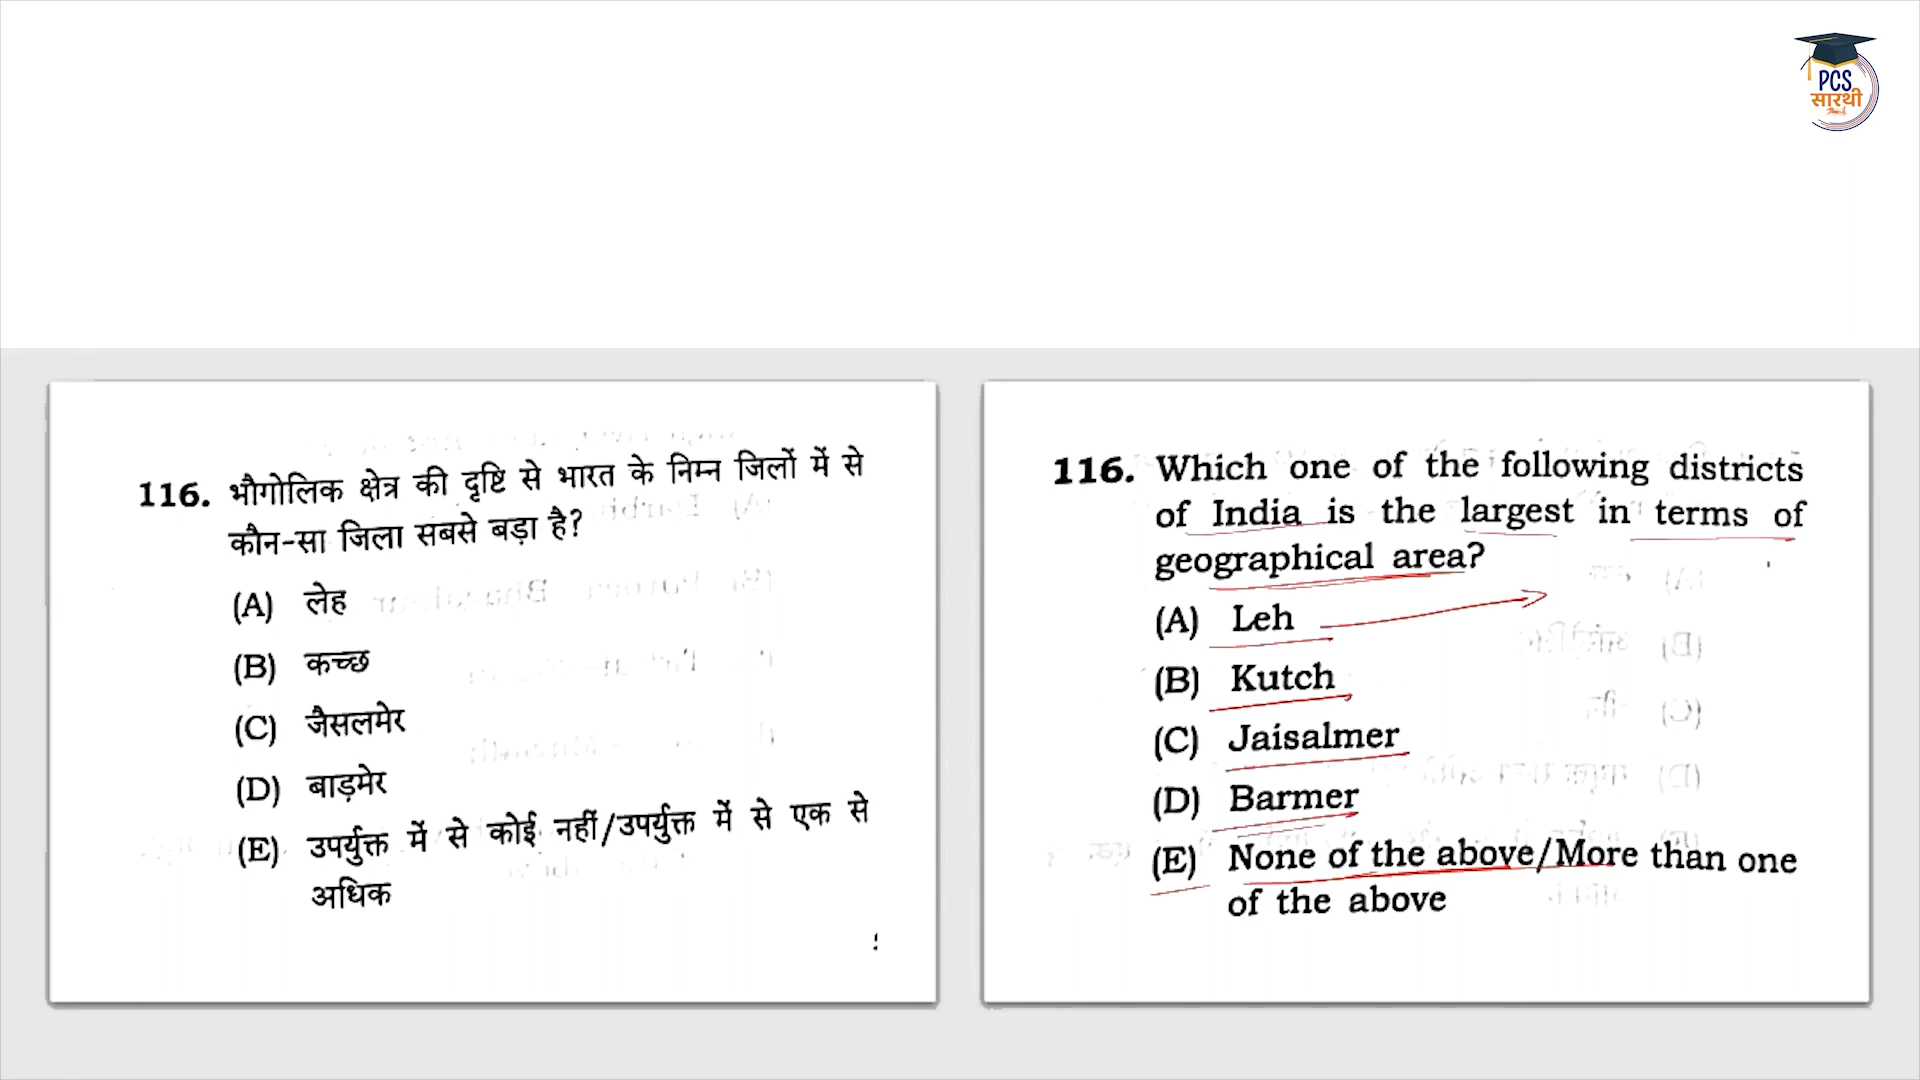 PCS
सारथी
116. भौगोलिक क्षेत्र की दृष्टि से भारत के निम्न जिलों में से
कौन-सा जिला सबसे बड़ा है?
(A) लेह
(B) कच्छ
(C) जैसलमेर
(D) बाड़मेर
(E) उपर्युक्त में से कोई नहीं/उपर्युक्त में से एक से
अधिक
116. Which one of the following districts
of India is the largest in terms of
geographical area?
(A) Leh
(B) Kutch
(C) Jaisalmer
(D) Barmer
(E) None of the above/More than one
of the above